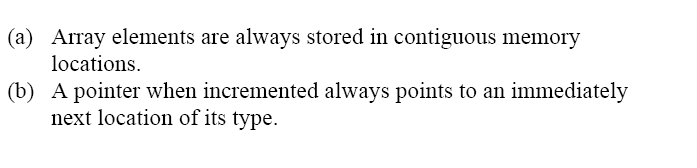 (a) Array elements are always stored in contiguous memory
locations.
(b) A pointer when incremented always points to an immediately
next location of its type.